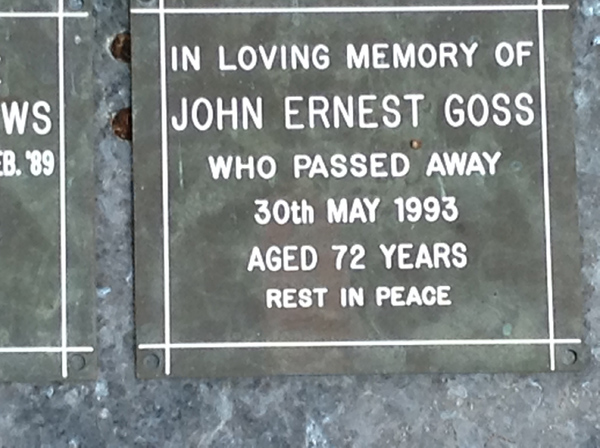 WS
EB. '89
IN LOVING MEMORY OF
JOHN ERNEST GOSS
WHO PASSED AWAY
30th MAY 1993
AGED 72 YEARS
REST IN PEACE